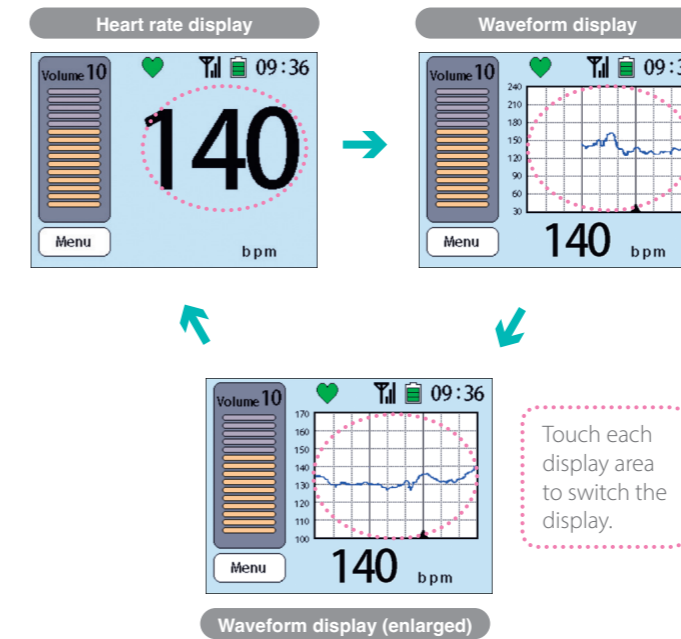 Heart rate display
Volume 10
09:36
140
Menu
bpm
Waveform display
Volume 10
240
210
180
150
120
90
60
30
Menu
140
bpm
Volume 10
09:36
170
160
150
140
130
120
110
100
Menu
140
bpm
Waveform display (enlarged)
Touch each
display area
to switch the
display.